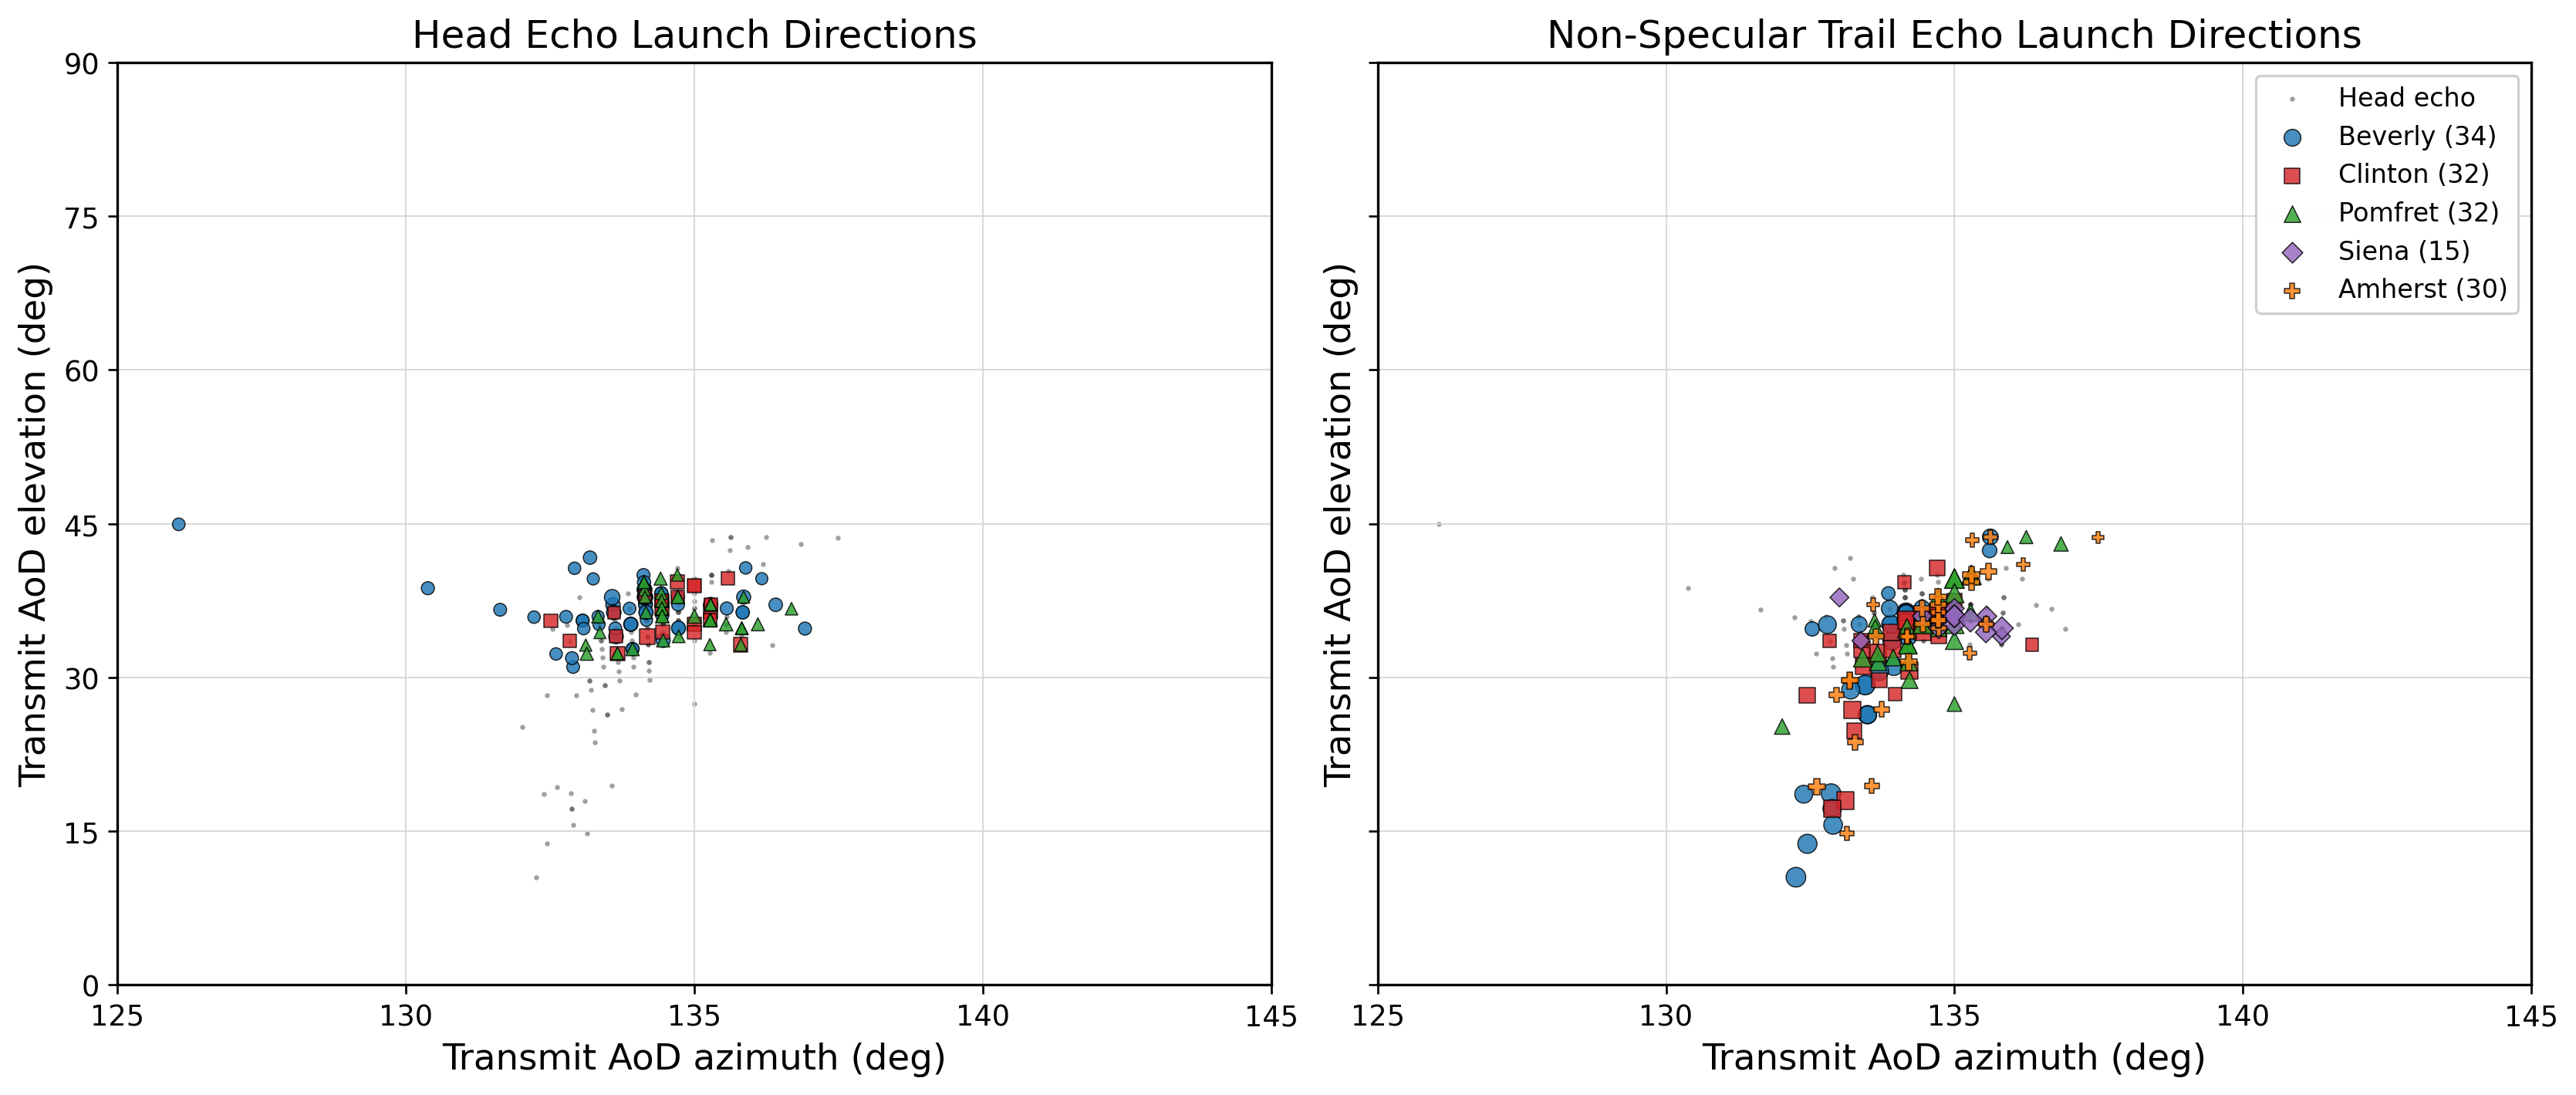 Head Echo Launch Directions
Transmit AoD elevation (deg)
90
75
60
45
30
15
0
125
130
135
140
145
Transmit AoD azimuth (deg)
Non-Specular Trail Echo Launch Directions
Transmit AoD elevation (deg)
Head echo
Beverly (34)
Clinton (32)
Pomfret (32)
Siena (15)
Amherst (30)
125
130
135
140
145
Transmit AoD azimuth (deg)